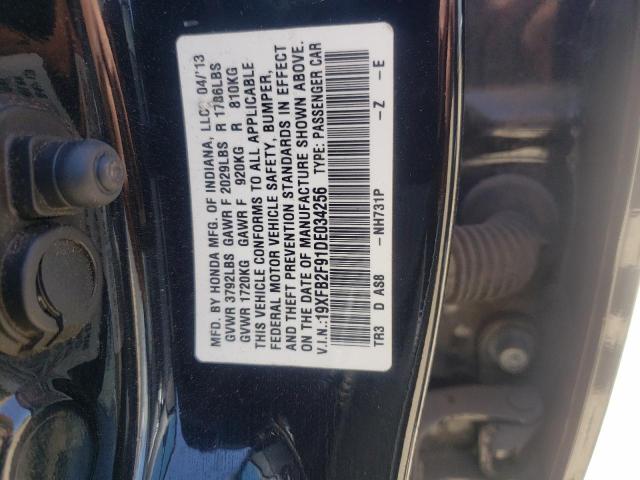 MFD. BY HONDA MFG. OF INDIANA, LLC. 04/'13
GVWR 3792LBS GAWR F 2029LBS R 1786LBS
GVWR 1720KG GAWR F 920KG R 810KG
THIS VEHICLE CONFORMS TO ALL APPLICABLE
FEDERAL MOTOR VEHICLE SAFETY, BUMPER,
AND THEFT PREVENTION STANDARDS IN EFFECT
ON THE DATE OF MANUFACTURE SHOWN ABOVE.
V.I.N.:19XFB2F91DE034256 TYPE: PASSENGER CAR
TR3 D AS8 -NH731P -Z -E